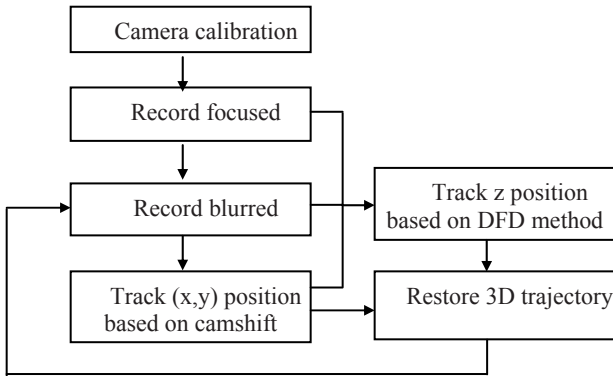 Camera calibration
Record focused
Record blurred
Track (x,y) position
based on camshift
Track z position
based on DFD method
Restore 3D trajectory